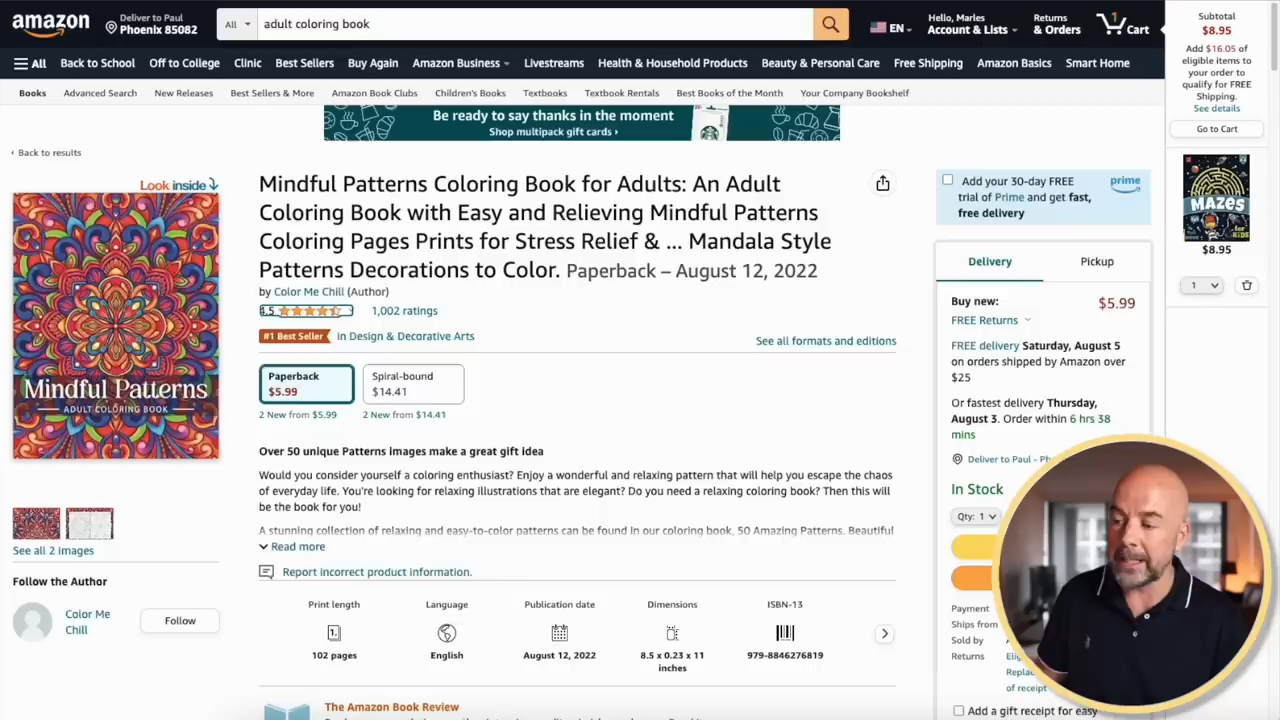 amazon
Deliver to Paul
Phoenix 85082
All
adult coloring book
EN
Hello, Marles
Account & Lists
Returns
& Orders
1
Cart
All
Back to School
Off to College
Clinic
Best Sellers
Buy Again
Amazon Business
Livestreams
Health & Household Products
Beauty & Personal Care
Free Shipping
Amazon Basics
Smart Home
Books
Advanced Search
New Releases
Best Sellers & More
Amazon Book Clubs
Children's Books
Textbooks
Textbook Rentals
Best Books of the Month
Your Company Bookshelf
Be ready to say thanks in the moment
Shop multipack gift cards
‹ Back to results
Look inside
Mindful Patterns
ADULT COLORING BOOK
See all 2 images
Follow the Author
Color Me
Chill
Follow
Mindful Patterns Coloring Book for Adults: An Adult
Coloring Book with Easy and Relieving Mindful Patterns
Coloring Pages Prints for Stress Relief & ... Mandala Style
Patterns Decorations to Color. Paperback – August 12, 2022
by Color Me Chill (Author)
4.5
1,002 ratings
#1 Best Seller
in Design & Decorative Arts
See all formats and editions
Paperback
$5.99
Spiral-bound
$14.41
2 New from $5.99
2 New from $14.41
Over 50 unique Patterns images make a great gift idea
Would you consider yourself a coloring enthusiast? Enjoy a wonderful and relaxing pattern that will help you escape the chaos
of everyday life. You're looking for relaxing illustrations that are elegant? Do you need a relaxing coloring book? Then this will
be the book for you!
A stunning collection of relaxing and easy-to-color patterns can be found in our coloring book, 50 Amazing Patterns. Beautiful
Read more
Report incorrect product information.
Print length
102 pages
Language
English
Publication date
August 12, 2022
Dimensions
8.5 x 0.23 x 11
inches
ISBN-13
979-8846276819
The Amazon Book Review
Add your 30-day FREE
trial of Prime and get fast,
free delivery
prime
Delivery
Pickup
Buy new:
$5.99
FREE Returns
FREE delivery Saturday, August 5
on orders shipped by Amazon over
$25
Or fastest delivery Thursday,
August 3. Order within 6 hrs 38
mins
Deliver to Paul -
In Stock
Qty: 1
Payment
Ships from
Sold by
Returns
of receipt
Add a gift receipt for easy
Subtotal
$8.95
Add $16.05 of
eligible items to
your order to
qualify for FREE
Shipping.
See details
Go to Cart
MAZES
for KIDS
$8.95
1